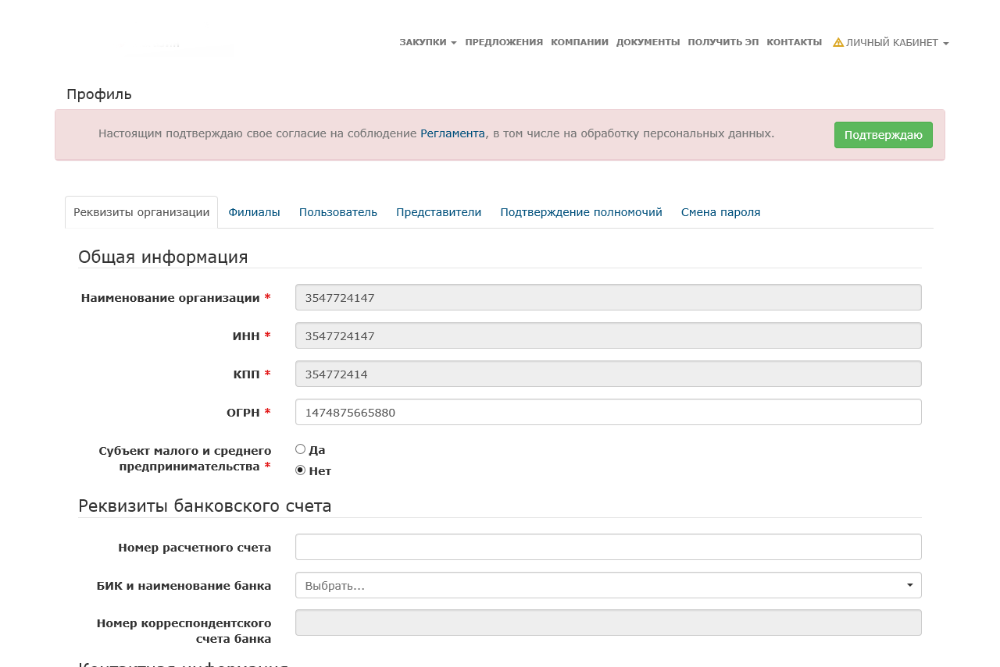 ЗАКУПКИ ПРЕДЛОЖЕНИЯ КОМПАНИИ ДОКУМЕНТЫ ПОЛУЧИТЬ ЭП КОНТАКТЫ ЛИЧНЫЙ КАБИНЕТ
Профиль
Настоящим подтверждаю свое согласие на соблюдение Регламента, в том числе на обработку персональных данных. Подтверждаю
Реквизиты организации Филиалы Пользователь Представители Подтверждение полномочий Смена пароля
Общая информация
Наименование организации * 3547724147
ИНН * 3547724147
КПП * 354772414
ОГРН * 1474875665880
Субъект малого и среднего
предпринимательства *
Да
Нет
Реквизиты банковского счета
Номер расчетного счета
БИК и наименование банка Выбрать...
Номер корреспондентского
счета банка
Контактная информация